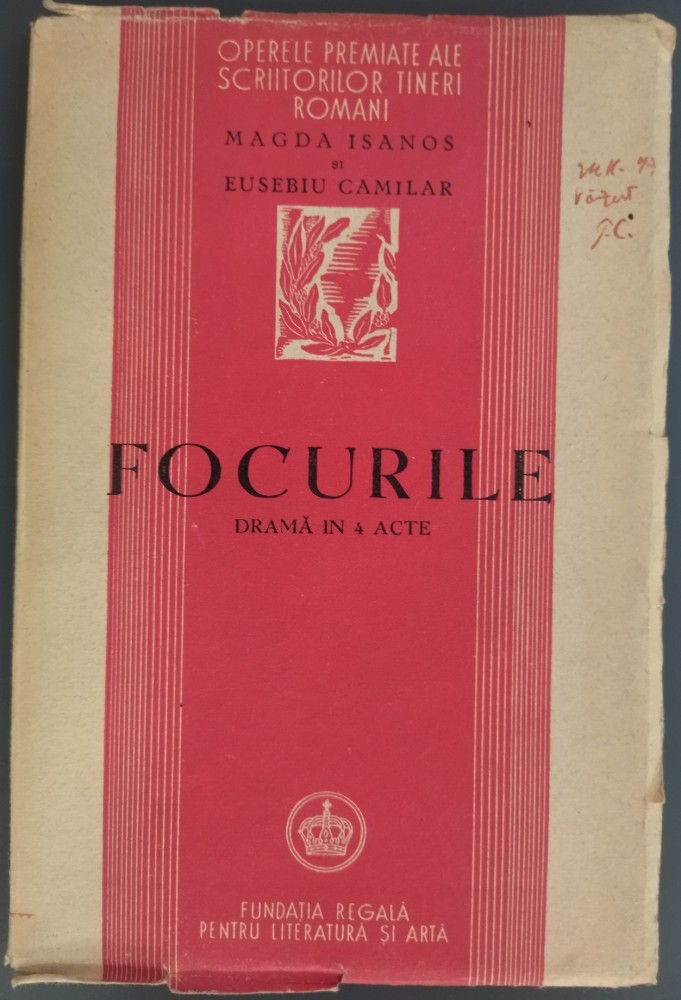 OPERELE PREMIATE ALE
SCRIITORILOR TINERI
ROMANI
MAGDA ISANOS
ȘI
EUSEBIU CAMILAR
FOCURILE
DRAMĂ IN 4 ACTE
FUNDAȚIA REGALĂ
PENTRU LITERATURĂ ȘI ARTĂ
văzut